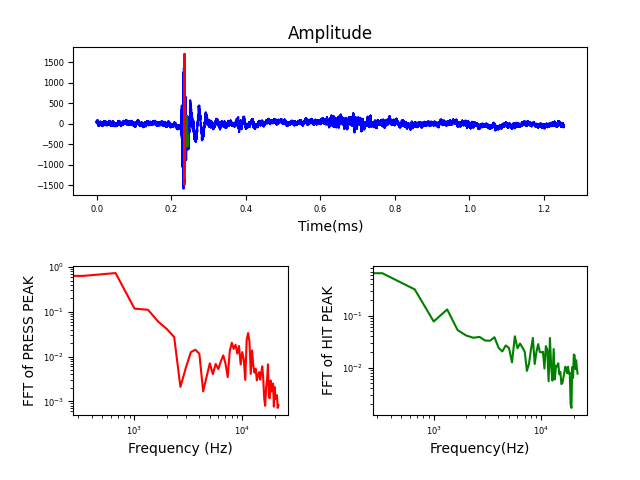 Amplitude
1500
1000
500
0
−500
−1000
−1500
0.0 0.2 0.4 0.6 0.8 1.0 1.2
Time(ms)
FFT of PRESS PEAK
10⁰
10⁻¹
10⁻²
10⁻³
10³ 10⁴
Frequency (Hz)
FFT of HIT PEAK
10⁻¹
10⁻²
10³ 10⁴
Frequency(Hz)